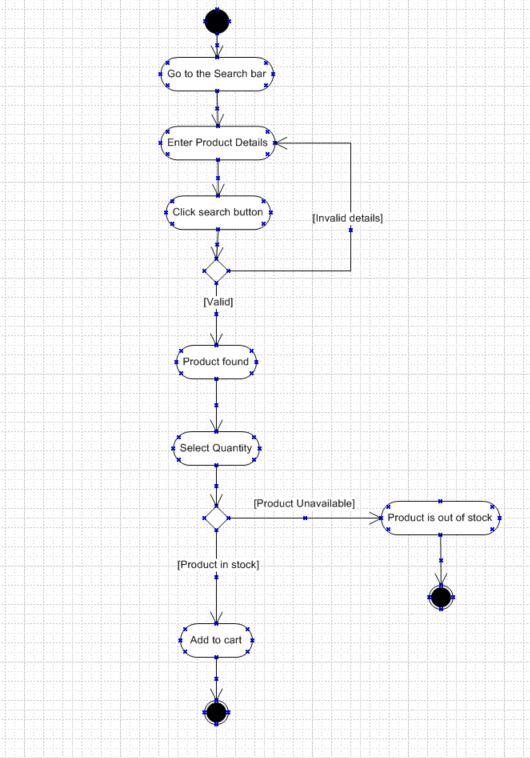 Go to the Search bar
Enter Product Details
Click search button
[Invalid details]
[Valid]
Product found
Select Quantity
[Product Unavailable]
Product is out of stock
[Product in stock]
Add to cart